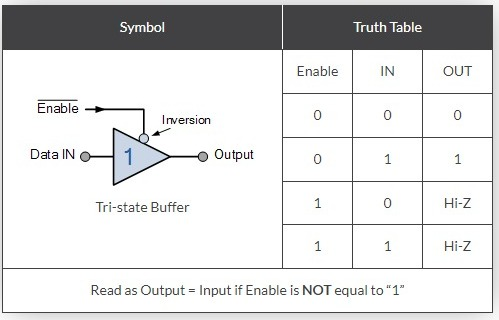 Symbol
Truth Table
Enable IN OUT
0 0 0
0 1 1
1 0 Hi-Z
1 1 Hi-Z
Enable
Inversion
Data IN 1 Output
Tri-state Buffer
Read as Output = Input if Enable is NOT equal to “1”